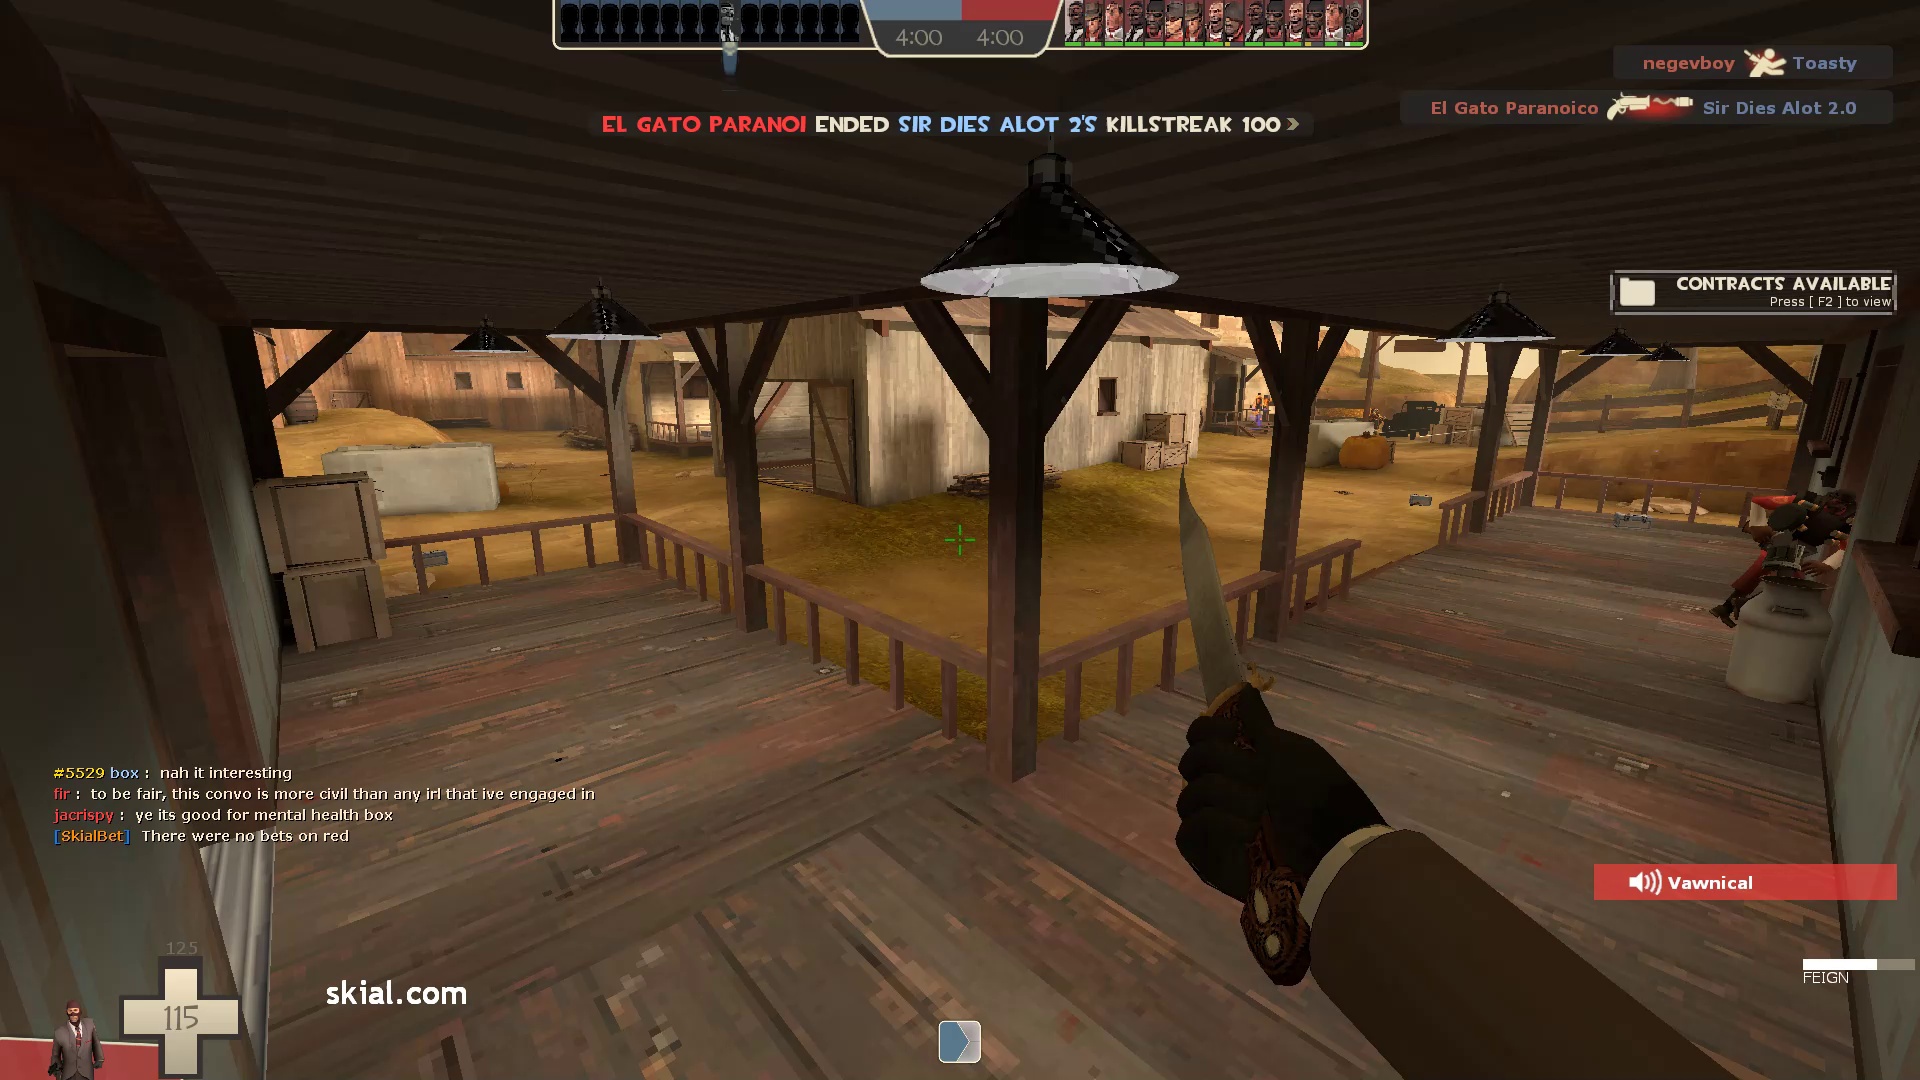 4:00 4:00
negevboy Toasty
El Gato Paranoico Sir Dies Alot 2.0
EL GATO PARANOI ENDED SIR DIES ALOT 2'S KILLSTREAK 100
CONTRACTS AVAILABLE
Press [ F2 ] to view
#5529 box : nah it interesting
fir : to be fair, this convo is more civil than any irl that ive engaged in
jacrispy : ye its good for mental health box
[SkialBet] There were no bets on red
Vawnical
125
115
skial.com
FEIGN